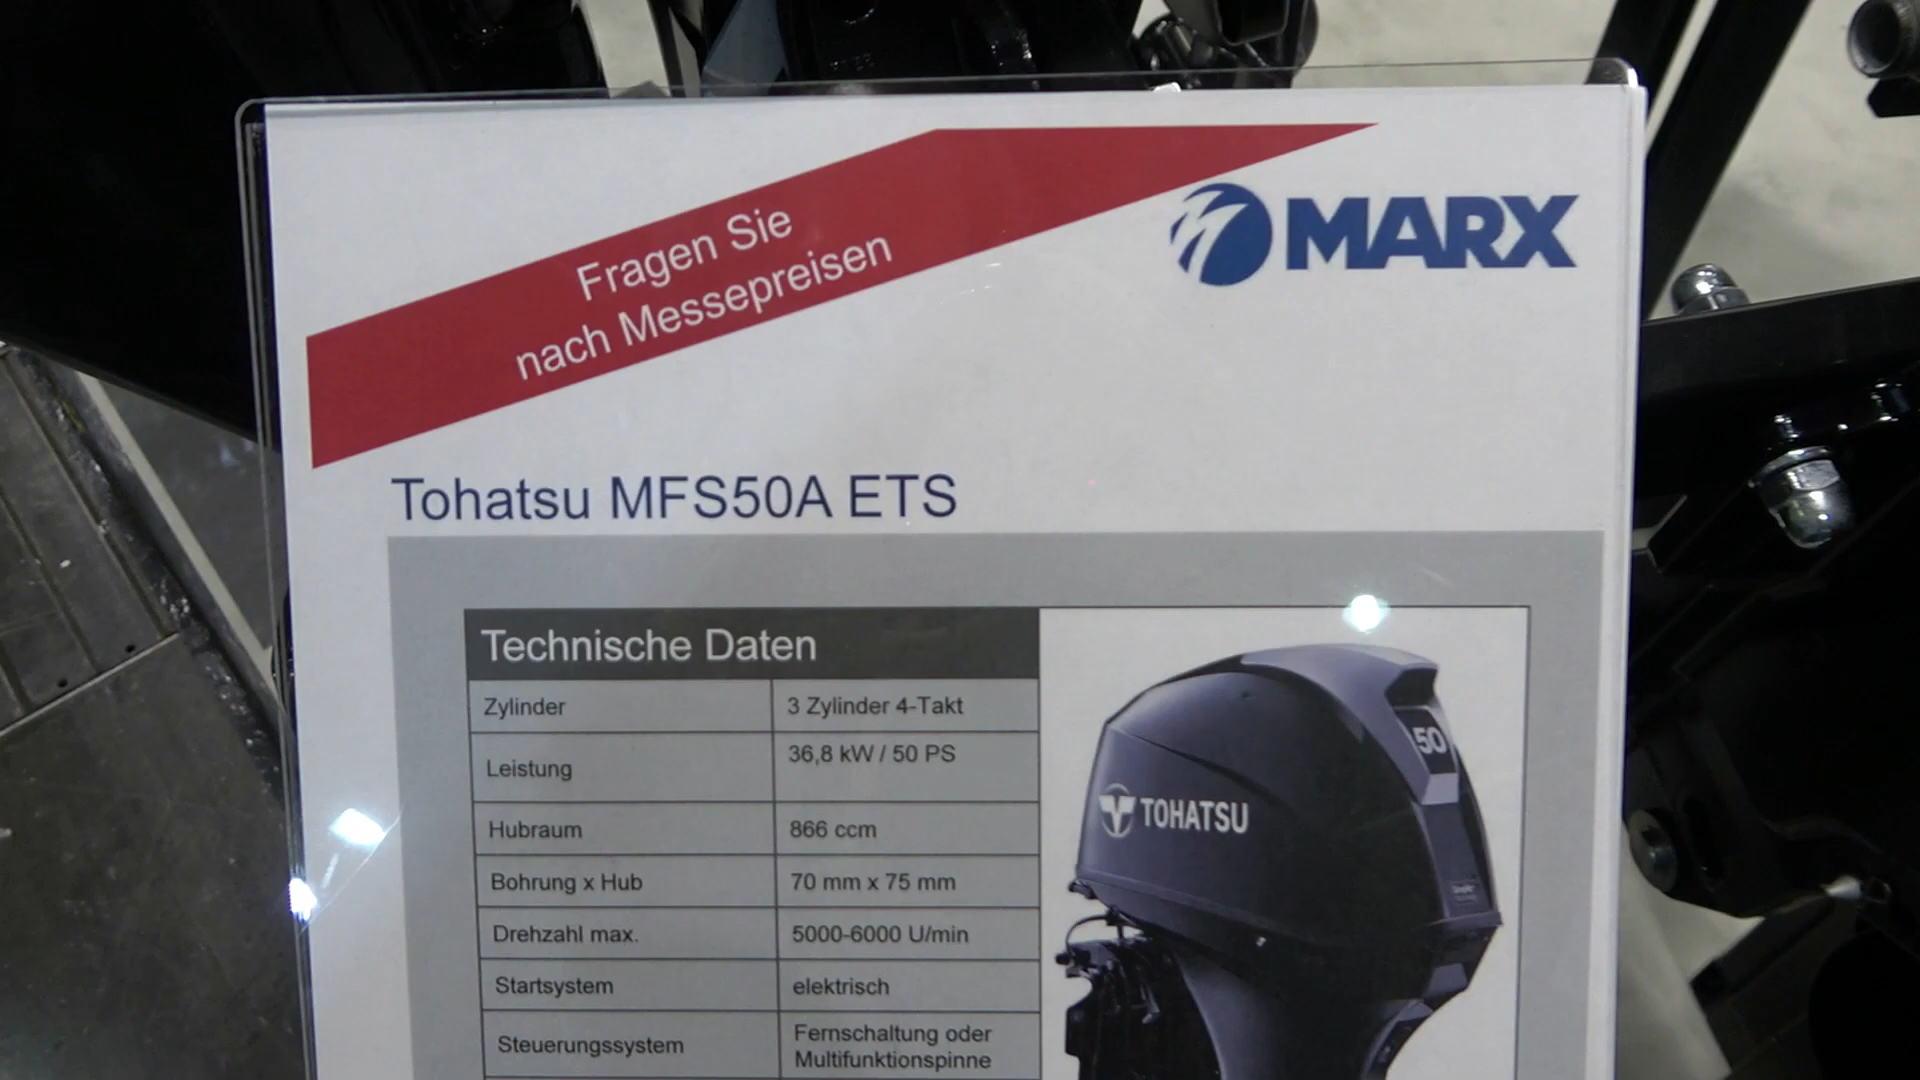 Fragen Sie
nach Messepreisen
MARX
Tohatsu MFS50A ETS
Technische Daten
Zylinder 3 Zylinder 4-Takt
Leistung 36,8 kW / 50 PS
Hubraum 866 ccm
Bohrung x Hub 70 mm x 75 mm
Drehzahl max. 5000-6000 U/min
Startsystem elektrisch
Steuerungssystem Fernschaltung oder
Multifunktionspinne
50
TOHATSU